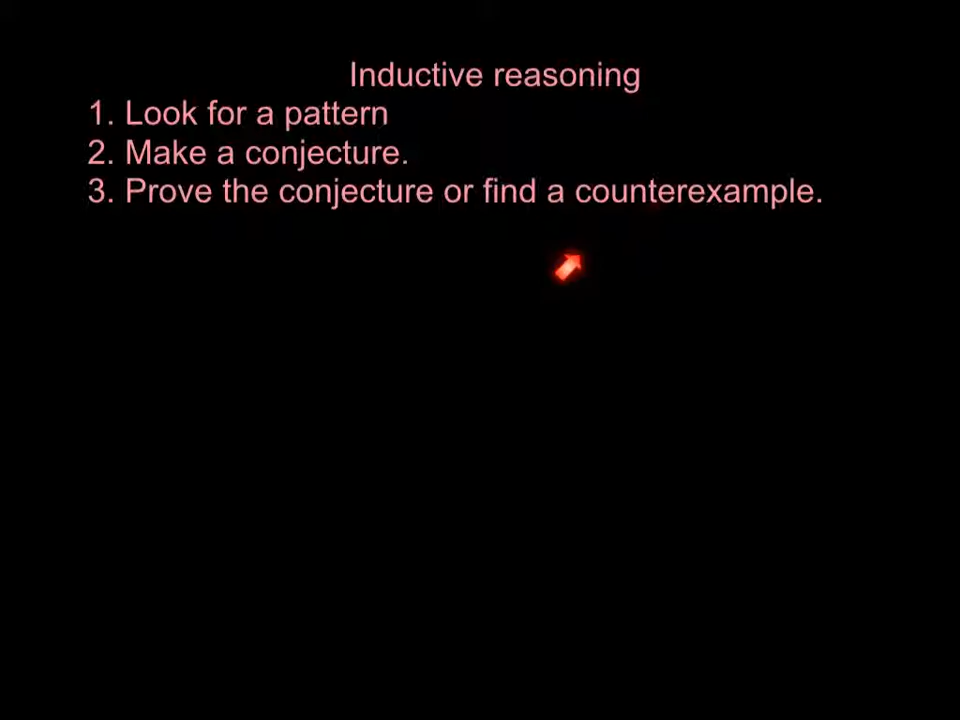 Inductive reasoning
1. Look for a pattern
2. Make a conjecture.
3. Prove the conjecture or find a counterexample.